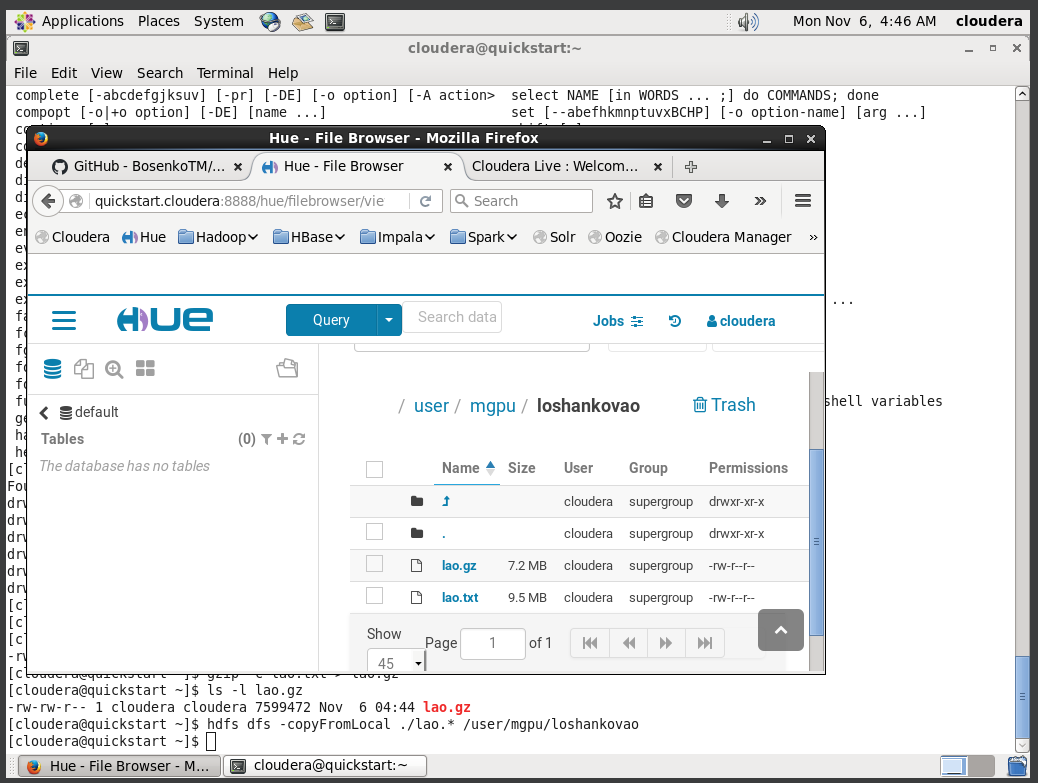 Applications Places System Mon Nov 6, 4:46 AM cloudera
cloudera@quickstart:~
File Edit View Search Terminal Help
complete [-abcdefgjksuv] [-pr] [-DE] [-o option] [-A action> select NAME [in WORDS ... ;] do COMMANDS; done
compopt [-o|+o option] [-DE] [name ...] set [--abefhkmnptuvxBCHP] [-o option-name] [arg ...]
Hue - File Browser - Mozilla Firefox
GitHub - BosenkoTM/... Hue - File Browser Cloudera Live : Welcom...
quickstart.cloudera:8888/hue/filebrowser/vie Search
Cloudera Hue Hadoop HBase Impala Spark Solr Oozie Cloudera Manager »
...
HUE Query Search data Jobs cloudera
default
Tables (0)
The database has no tables
/ user / mgpu / loshankovao Trash
shell variables
Name Size User Group Permissions
cloudera supergroup drwxr-xr-x
. cloudera supergroup drwxr-xr-x
lao.gz 7.2 MB cloudera supergroup -rw-r--r--
lao.txt 9.5 MB cloudera supergroup -rw-r--r--
Show
45
Page 1 of 1
[cloudera@quickstart ~]$ gzip -c lao.txt > lao.gz
[cloudera@quickstart ~]$ ls -l lao.gz
-rw-rw-r-- 1 cloudera cloudera 7599472 Nov 6 04:44 lao.gz
[cloudera@quickstart ~]$ hdfs dfs -copyFromLocal ./lao.* /user/mgpu/loshankovao
[cloudera@quickstart ~]$
Hue - File Browser - M... cloudera@quickstart:~